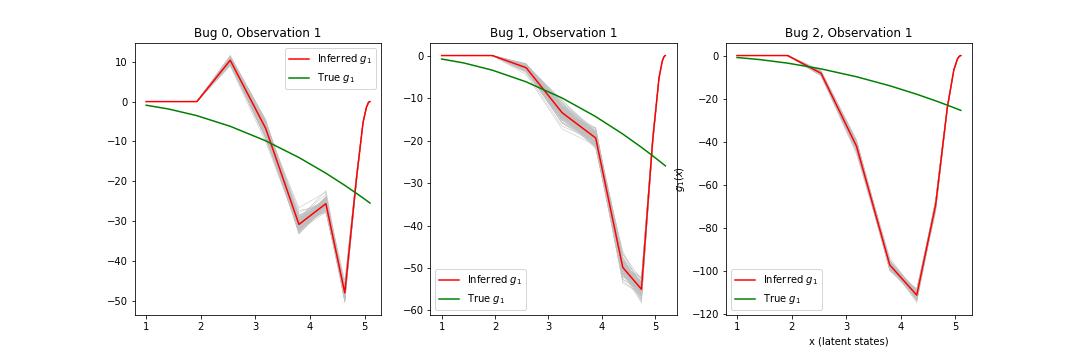 Bug 0, Observation 1
Inferred g₁
True g₁
10
0
−10
−20
−30
−40
−50
1 2 3 4 5
Bug 1, Observation 1
Inferred g₁
True g₁
0
−10
−20
−30
−40
−50
−60
1 2 3 4 5
Bug 2, Observation 1
g₁(x)
Inferred g₁
True g₁
0
−20
−40
−60
−80
−100
−120
1 2 3 4 5
x (latent states)